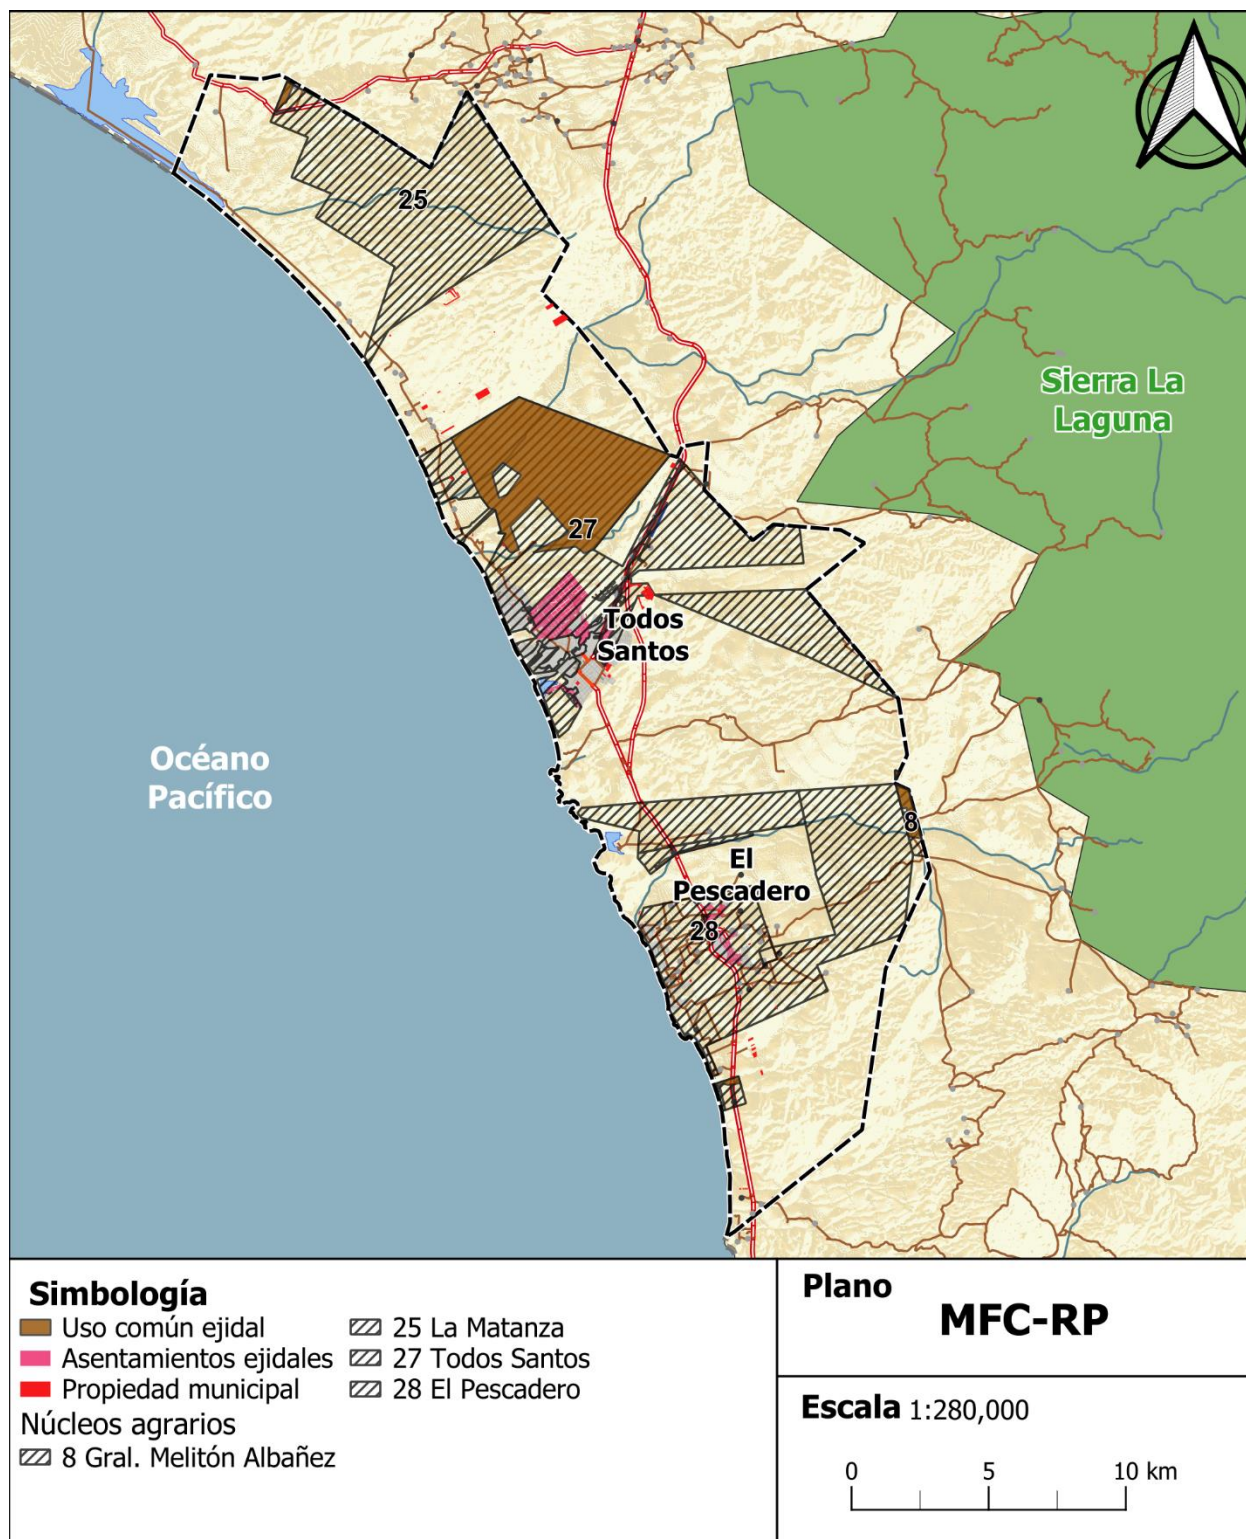 25
Sierra La
Laguna
27
Todos
Santos
Océano
Pacífico
8
El
Pescadero
28
Simbología
Uso común ejidal
Asentamientos ejidales
Propiedad municipal
Núcleos agrarios
8 Gral. Melitón Albañez
25 La Matanza
27 Todos Santos
28 El Pescadero
Plano
MFC-RP
Escala 1:280,000
0 5 10 km